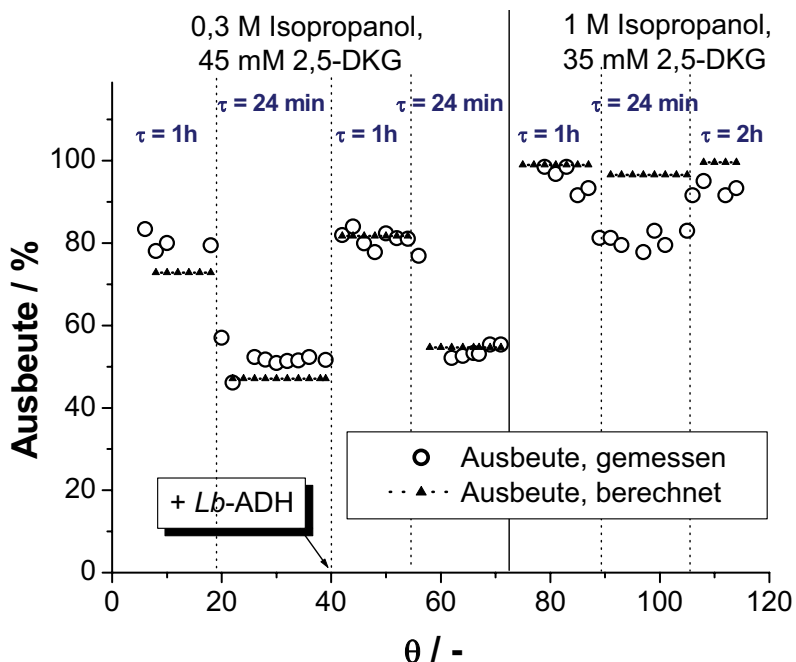 0,3 M Isopropanol,
45 mM 2,5-DKG
1 M Isopropanol,
35 mM 2,5-DKG
τ = 1h
τ = 24 min
τ = 1h
τ = 24 min
τ = 1h
τ = 24 min
τ = 2h
Ausbeute / %
100
80
60
40
20
0
Ausbeute, gemessen
Ausbeute, berechnet
+ Lb-ADH
0 20 40 60 80 100 120
θ / -